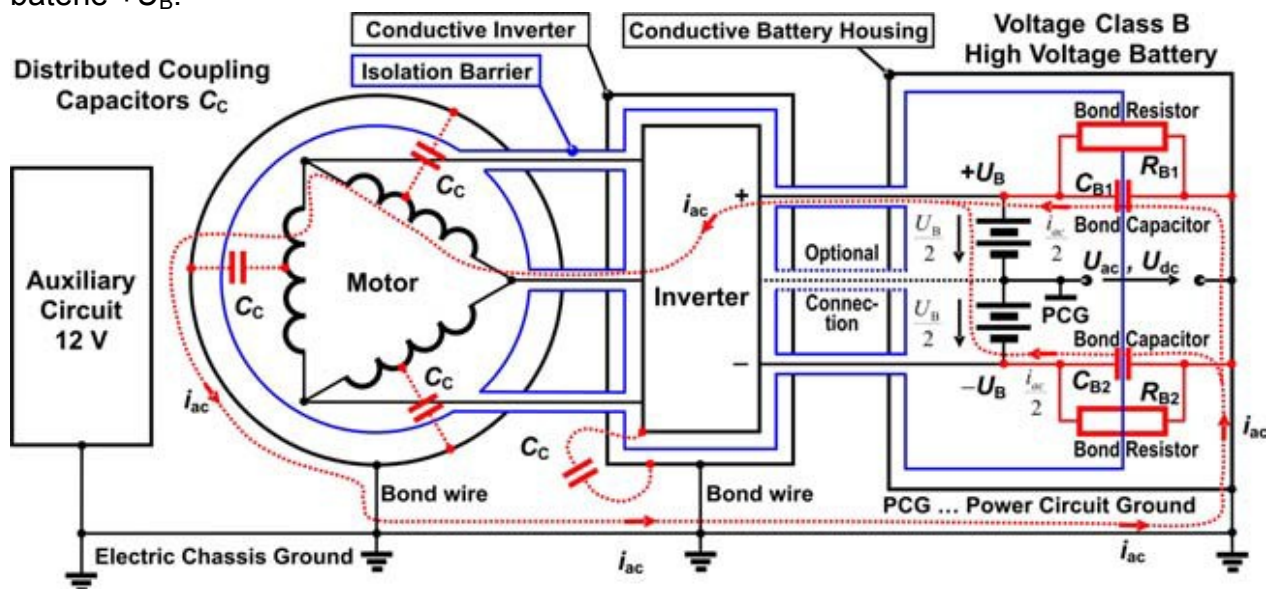 baterie +UB.
Conductive Inverter
Conductive Battery Housing
Voltage Class B
High Voltage Battery
Distributed Coupling
Capacitors CC
Isolation Barrier
Bond Resistor
CC
+UB
CB1
RB1
iac
+
Bond Capacitor
UB/2
iac/2
Auxiliary
Circuit
12 V
CC
Motor
Inverter
Optional
Uac , Udc
Connec-
tion
UB/2
PCG
Bond Capacitor
CC
–
–UB
iac/2
CB2
RB2
iac
iac
CC
Bond Resistor
Bond wire
Bond wire
PCG ... Power Circuit Ground
Electric Chassis Ground
iac
iac